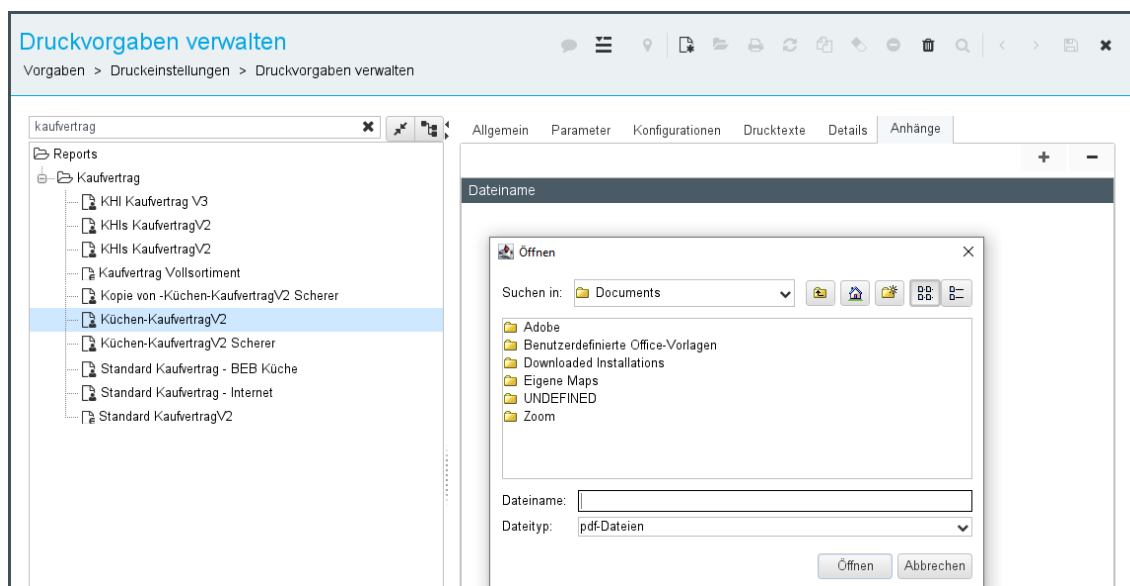 Druckvorgaben verwalten
Vorgaben > Druckeinstellungen > Druckvorgaben verwalten
kaufvertrag
Reports
Kaufvertrag
KHI Kaufvertrag V3
KHIs KaufvertragV2
KHIs KaufvertragV2
Kaufvertrag Vollsortiment
Kopie von -Küchen-KaufvertragV2 Scherer
Küchen-KaufvertragV2
Küchen-KaufvertragV2 Scherer
Standard Kaufvertrag - BEB Küche
Standard Kaufvertrag - Internet
Standard KaufvertragV2
Allgemein Parameter Konfigurationen Drucktexte Details Anhänge
Dateiname
Öffnen
Suchen in: Documents
Adobe
Benutzerdefinierte Office-Vorlagen
Downloaded Installations
Eigene Maps
UNDEFINED
Zoom
Dateiname:
Dateityp: pdf-Dateien
Öffnen Abbrechen